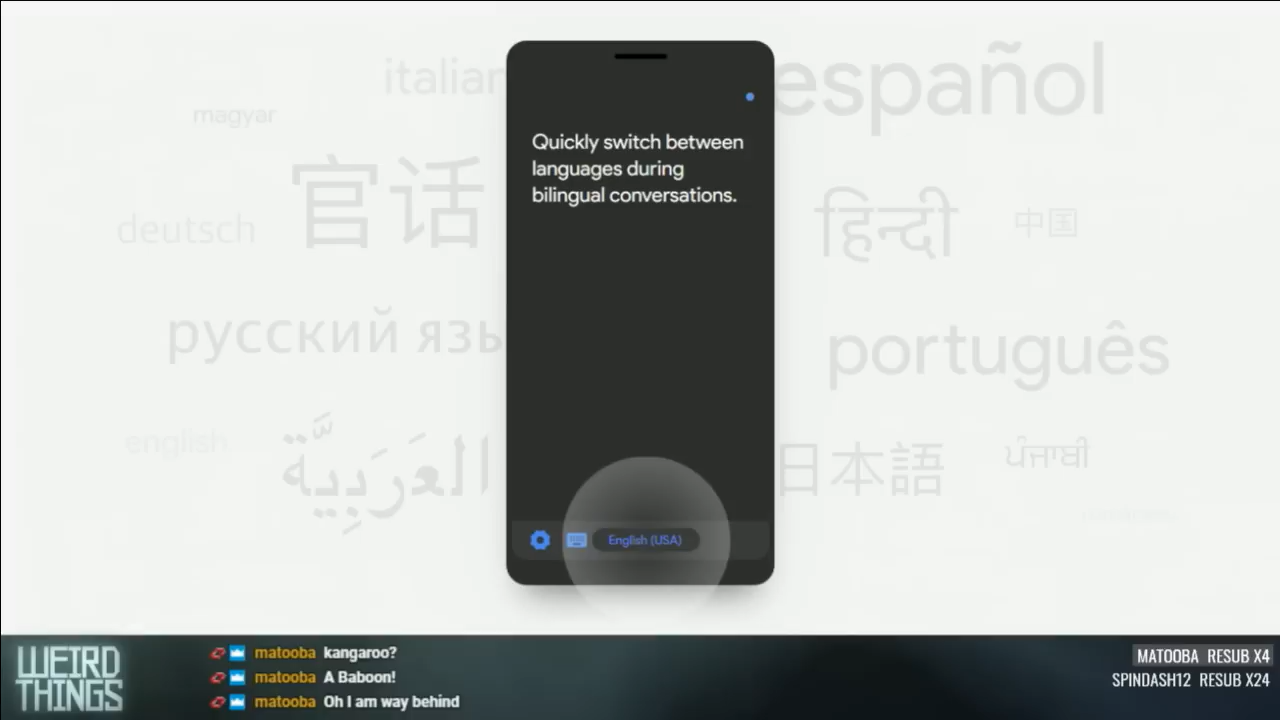 italian
español
magyar
Quickly switch between
languages during
bilingual conversations.
官话
deutsch
हिन्दी
中国
русский язы
português
english
العَرَبِيَّة
日本語
ਪੰਜਾਬੀ
English (USA)
WEIRD
THINGS
matooba kangaroo?
matooba A Baboon!
matooba Oh I am way behind
MATOOBA RESUB X4
SPINDASH12 RESUB X24